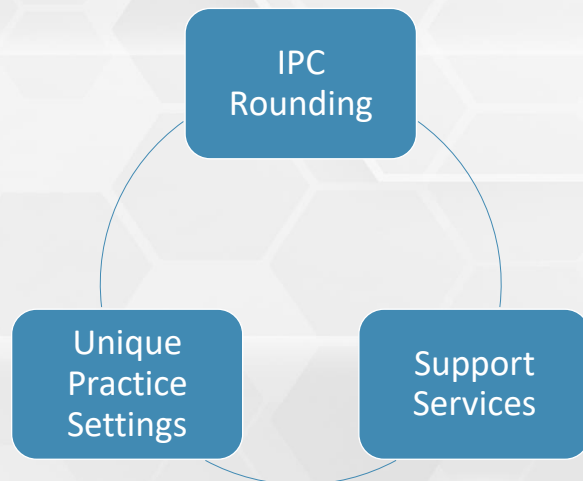 IPC
Rounding
Unique
Practice
Settings
Support
Services